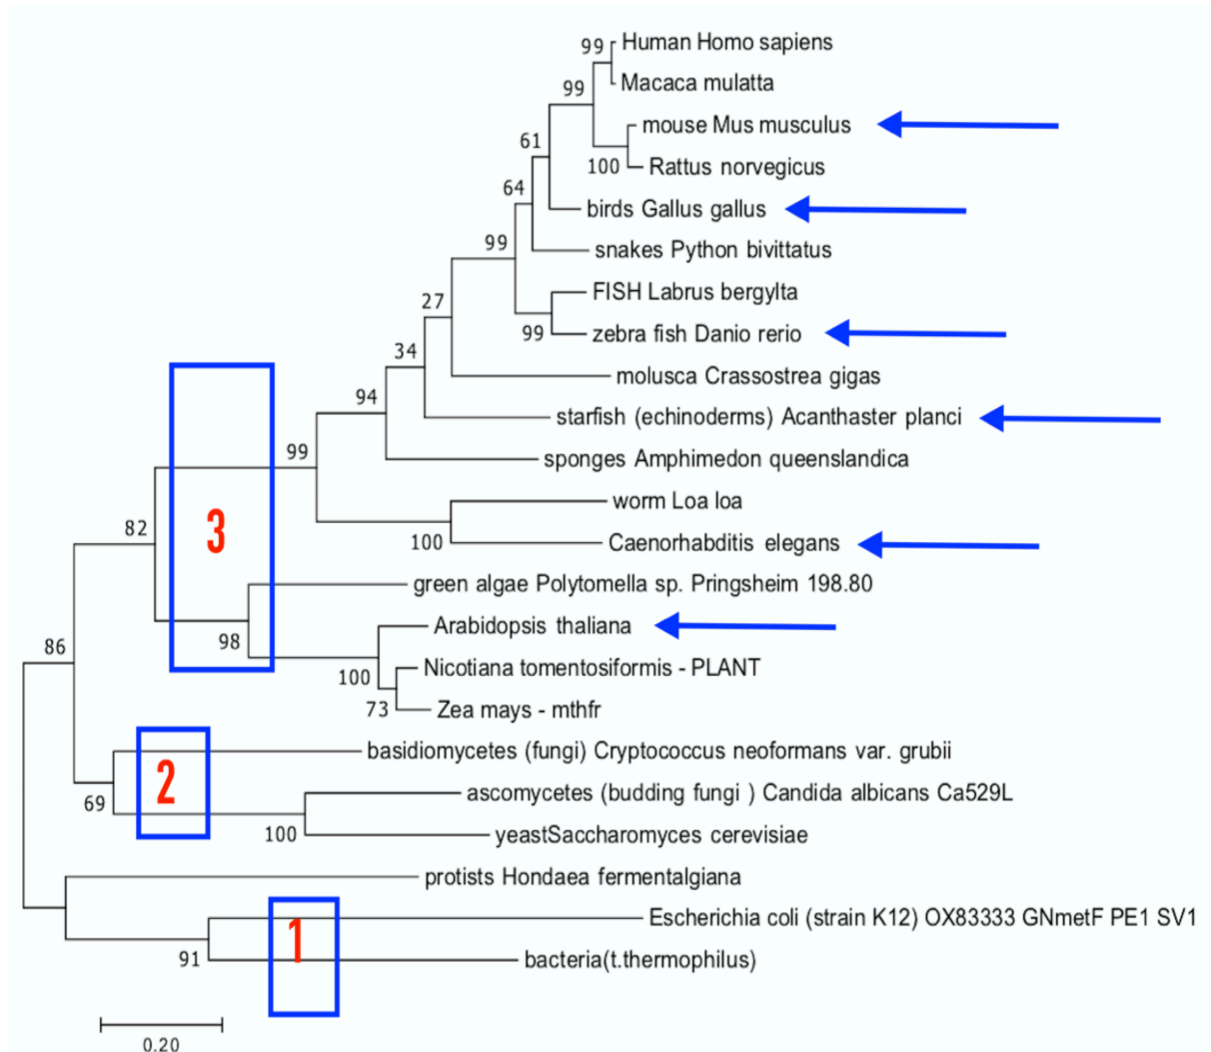 99 Human Homo sapiens
Macaca mulatta
99
mouse Mus musculus
61
100 Rattus norvegicus
64
birds Gallus gallus
99
snakes Python bivittatus
FISH Labrus bergylta
27
99 zebra fish Danio rerio
34
molusca Crassostrea gigas
94
starfish (echinoderms) Acanthaster planci
99
sponges Amphimedon queenslandica
worm Loa loa
82
3
100 Caenorhabditis elegans
green algae Polytomella sp. Pringsheim 198.80
Arabidopsis thaliana
98
86
Nicotiana tomentosiformis - PLANT
100
73 Zea mays - mthfr
basidiomycetes (fungi) Cryptococcus neoformans var. grubii
2
ascomycetes (budding fungi ) Candida albicans Ca529L
69
100 yeastSaccharomyces cerevisiae
protists Hondaea fermentalgiana
Escherichia coli (strain K12) OX83333 GNmetF PE1 SV1
1
91 bacteria(t.thermophilus)
0.20